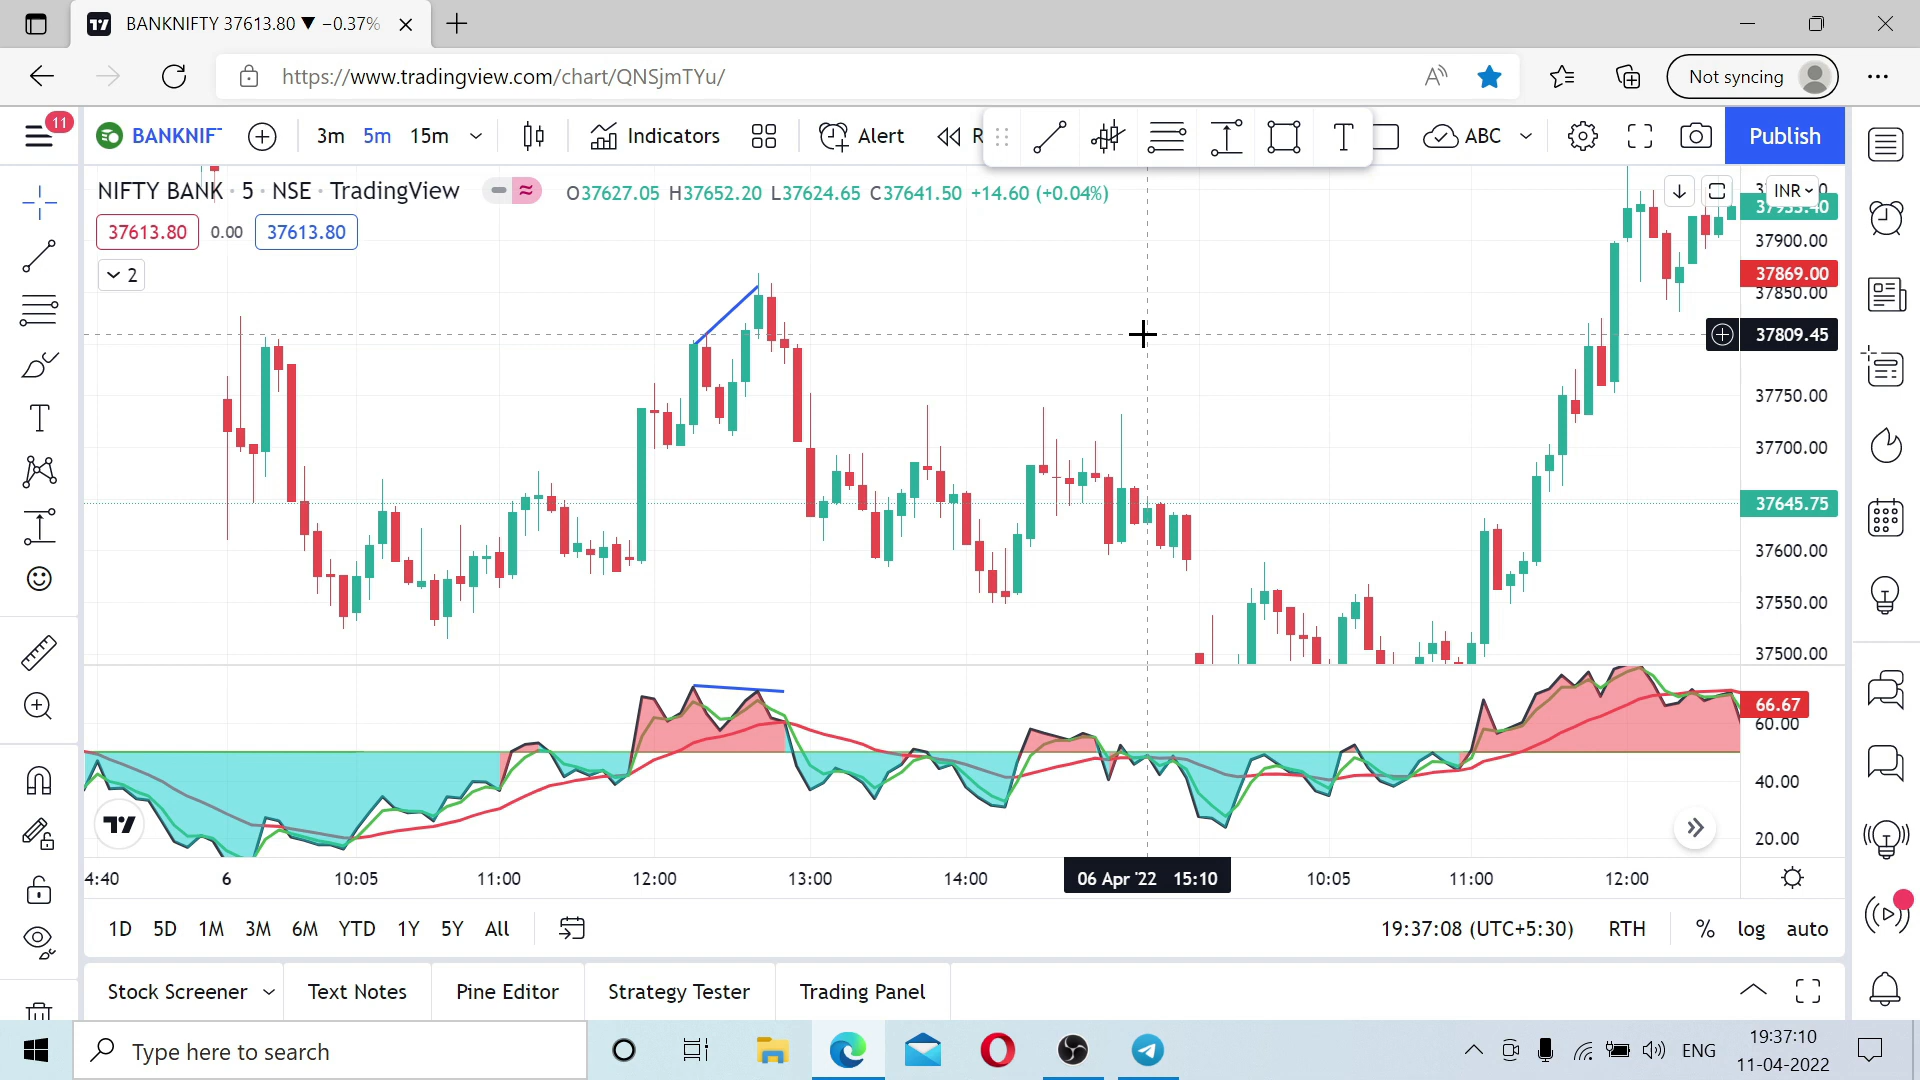 BANKNIFTY 37613.80 ▼ −0.37%
https://www.tradingview.com/chart/QNSjmTYu/
Not syncing
11
BANKNIF
3m 5m 15m
Indicators
Alert
R
T
ABC
Publish
NIFTY BANK · 5 · NSE · TradingView
O37627.05 H37652.20 L37624.65 C37641.50 +14.60 (+0.04%)
INR
37613.80 0.00 37613.80
2
37900.00
37869.00
37850.00
37809.45
37750.00
37700.00
37645.75
37600.00
37550.00
37500.00
66.67
60.00
40.00
20.00
4:40 6 10:05 11:00 12:00 13:00 14:00 06 Apr '22 15:10 10:05 11:00 12:00
1D 5D 1M 3M 6M YTD 1Y 5Y All
19:37:08 (UTC+5:30) RTH % log auto
Stock Screener Text Notes Pine Editor Strategy Tester Trading Panel
Type here to search
ENG
19:37:10
11-04-2022